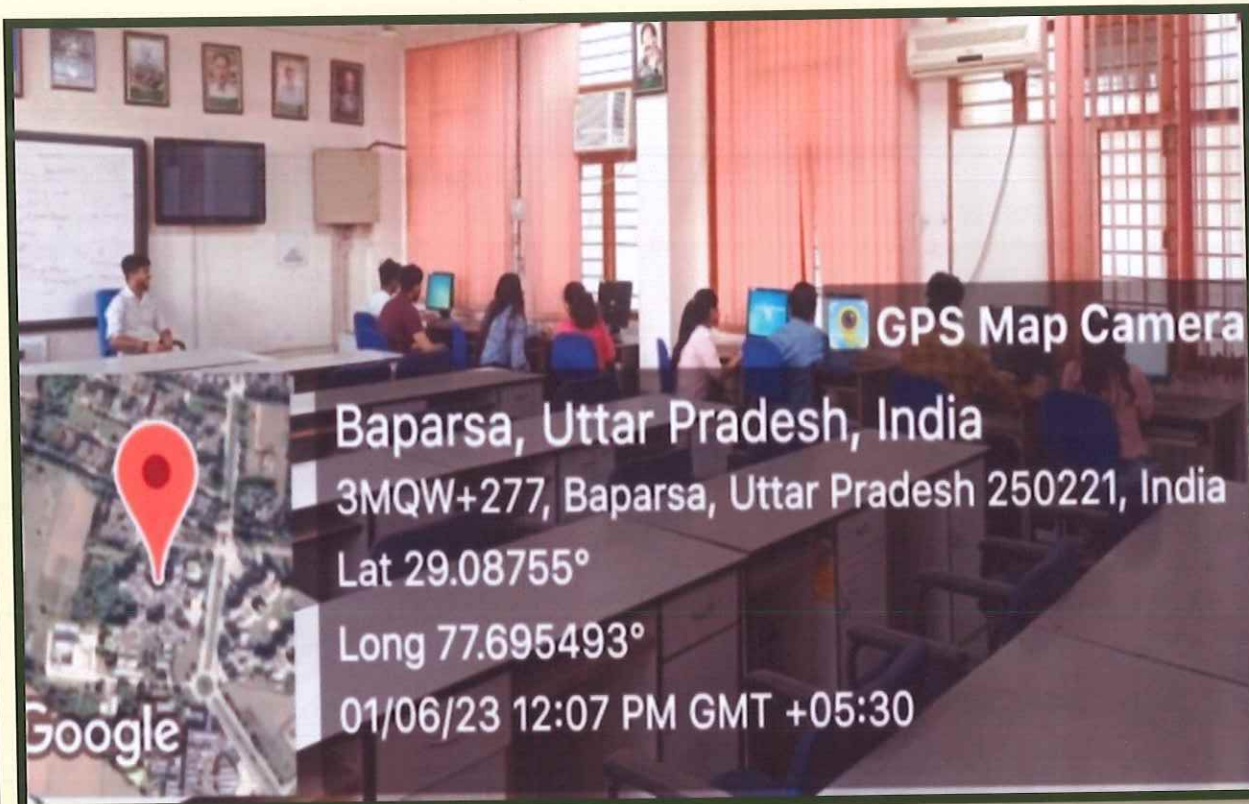 GPS Map Camera
Baparsa, Uttar Pradesh, India
3MQW+277, Baparsa, Uttar Pradesh 250221, India
Lat 29.08755°
Long 77.695493°
01/06/23 12:07 PM GMT +05:30
Google